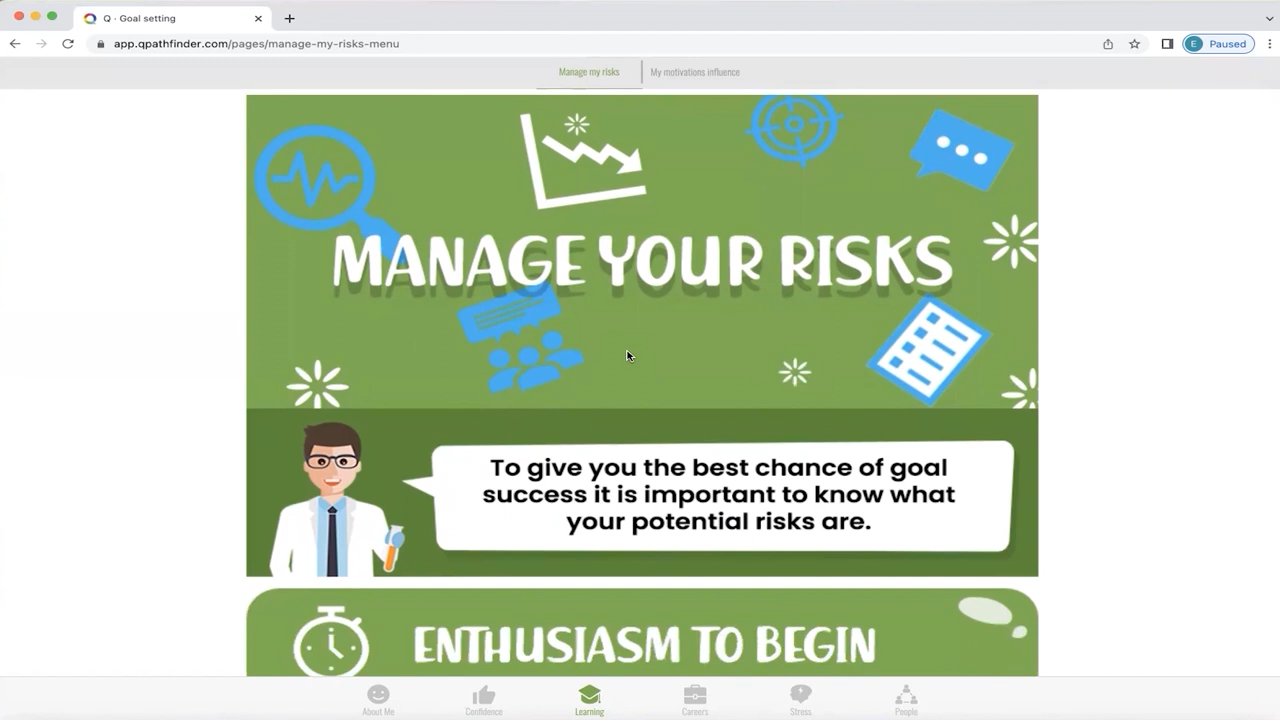 Q - Goal setting
app.qpathfinder.com/pages/manage-my-risks-menu
E Paused
Manage my risks
My motivations influence
MANAGE YOUR RISKS
To give you the best chance of goal
success it is important to know what
your potential risks are.
ENTHUSIASM TO BEGIN
About Me
Confidence
Learning
Careers
Stress
People